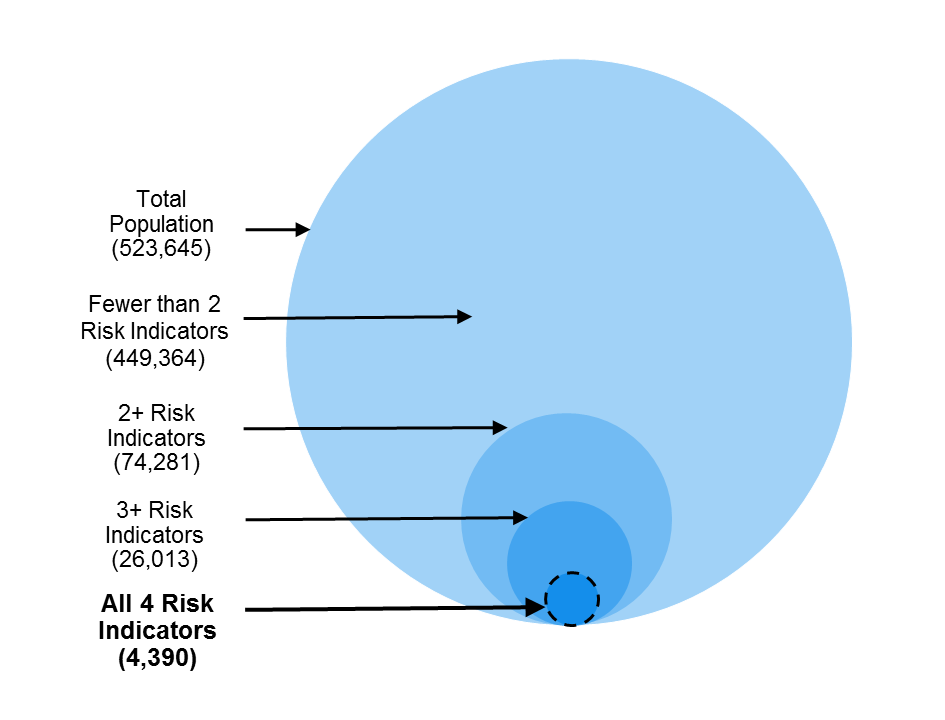 Total
Population
(523,645)
Fewer than 2
Risk Indicators
(449,364)
2+ Risk
Indicators
(74,281)
3+ Risk
Indicators
(26,013)
All 4 Risk
Indicators
(4,390)